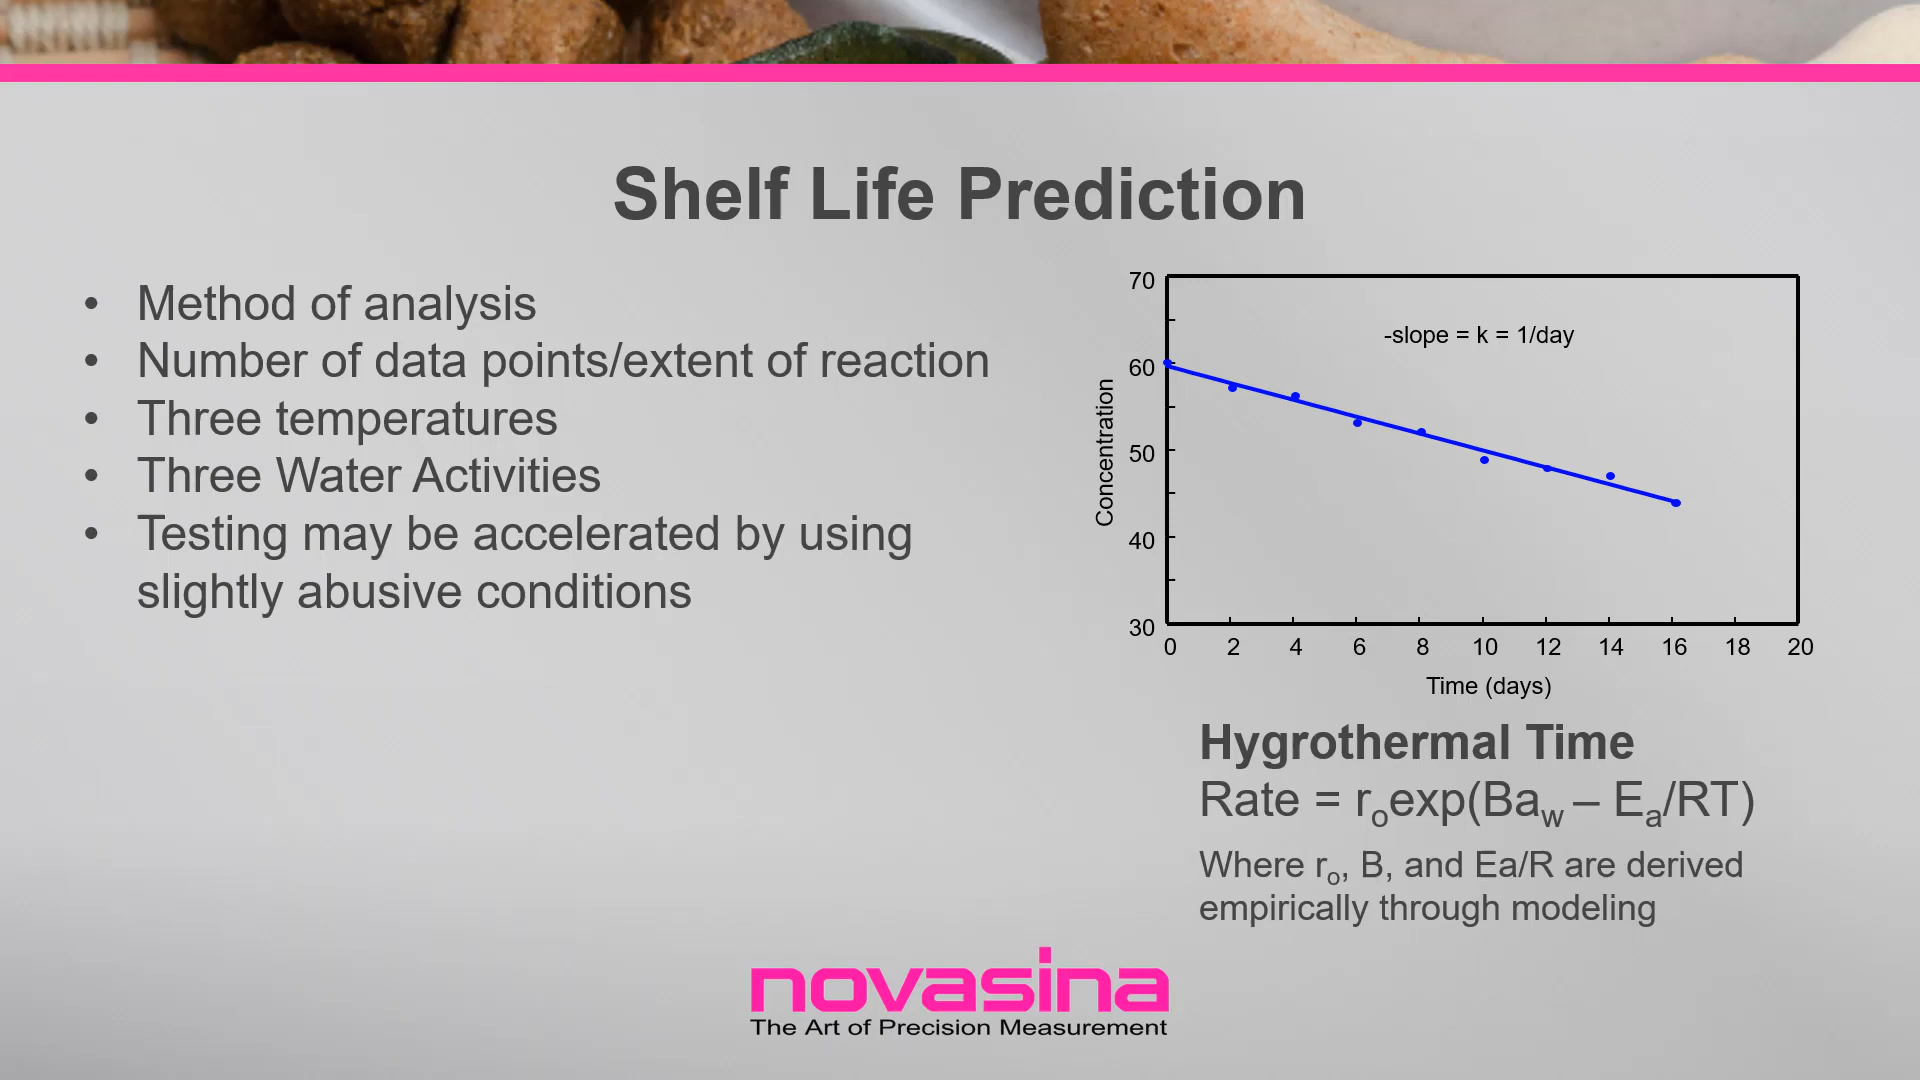 Shelf Life Prediction
• Method of analysis
• Number of data points/extent of reaction
• Three temperatures
• Three Water Activities
• Testing may be accelerated by using
slightly abusive conditions
70
60
50
40
30
Concentration
-slope = k = 1/day
0 2 4 6 8 10 12 14 16 18 20
Time (days)
Hygrothermal Time
Rate = roexp(Baw – Ea/RT)
Where ro, B, and Ea/R are derived
empirically through modeling
novasina
The Art of Precision Measurement